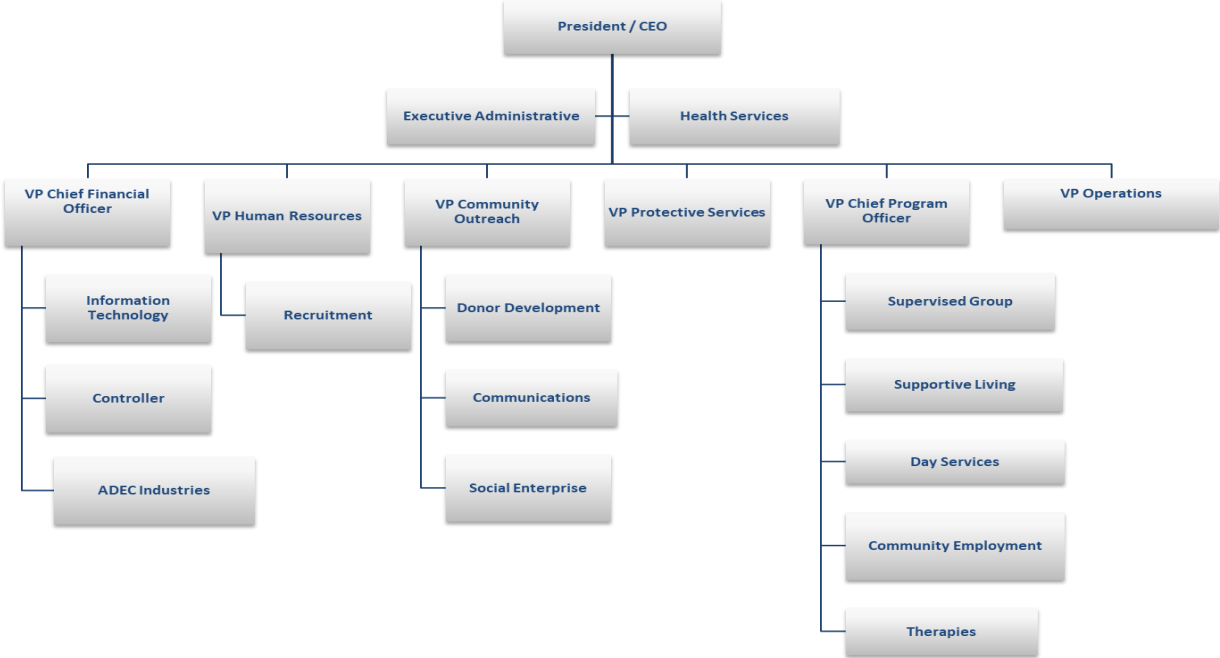 President / CEO
Executive Administrative
Health Services
VP Chief Financial
Officer
VP Human Resources
VP Community
Outreach
VP Protective Services
VP Chief Program
Officer
VP Operations
Information
Technology
Controller
ADEC Industries
Recruitment
Donor Development
Communications
Social Enterprise
Supervised Group
Supportive Living
Day Services
Community Employment
Therapies